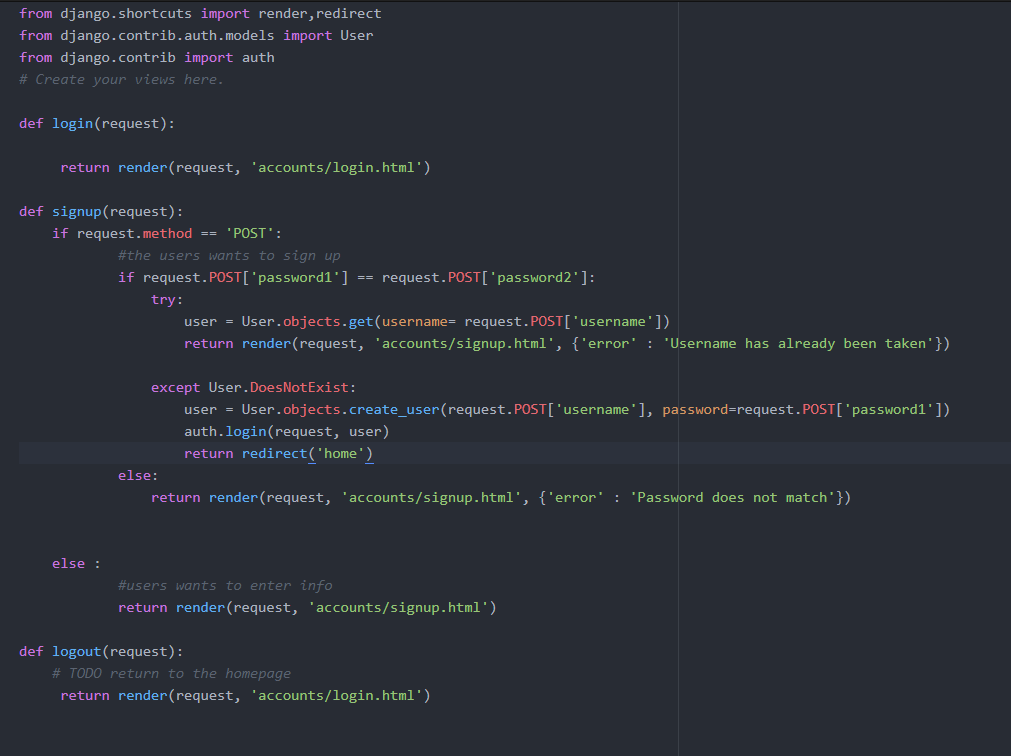 from django.shortcuts import render,redirect
from django.contrib.auth.models import User
from django.contrib import auth
# Create your views here.
def login(request):
return render(request, 'accounts/login.html')
def signup(request):
if request.method == 'POST':
#the users wants to sign up
if request.POST['password1'] == request.POST['password2']:
try:
user = User.objects.get(username= request.POST['username'])
return render(request, 'accounts/signup.html', {'error' : 'Username has already been taken'})
except User.DoesNotExist:
user = User.objects.create_user(request.POST['username'], password=request.POST['password1'])
auth.login(request, user)
return redirect('home')
else:
return render(request, 'accounts/signup.html', {'error' : 'Password does not match'})
else :
#users wants to enter info
return render(request, 'accounts/signup.html')
def logout(request):
# TODO return to the homepage
return render(request, 'accounts/login.html')